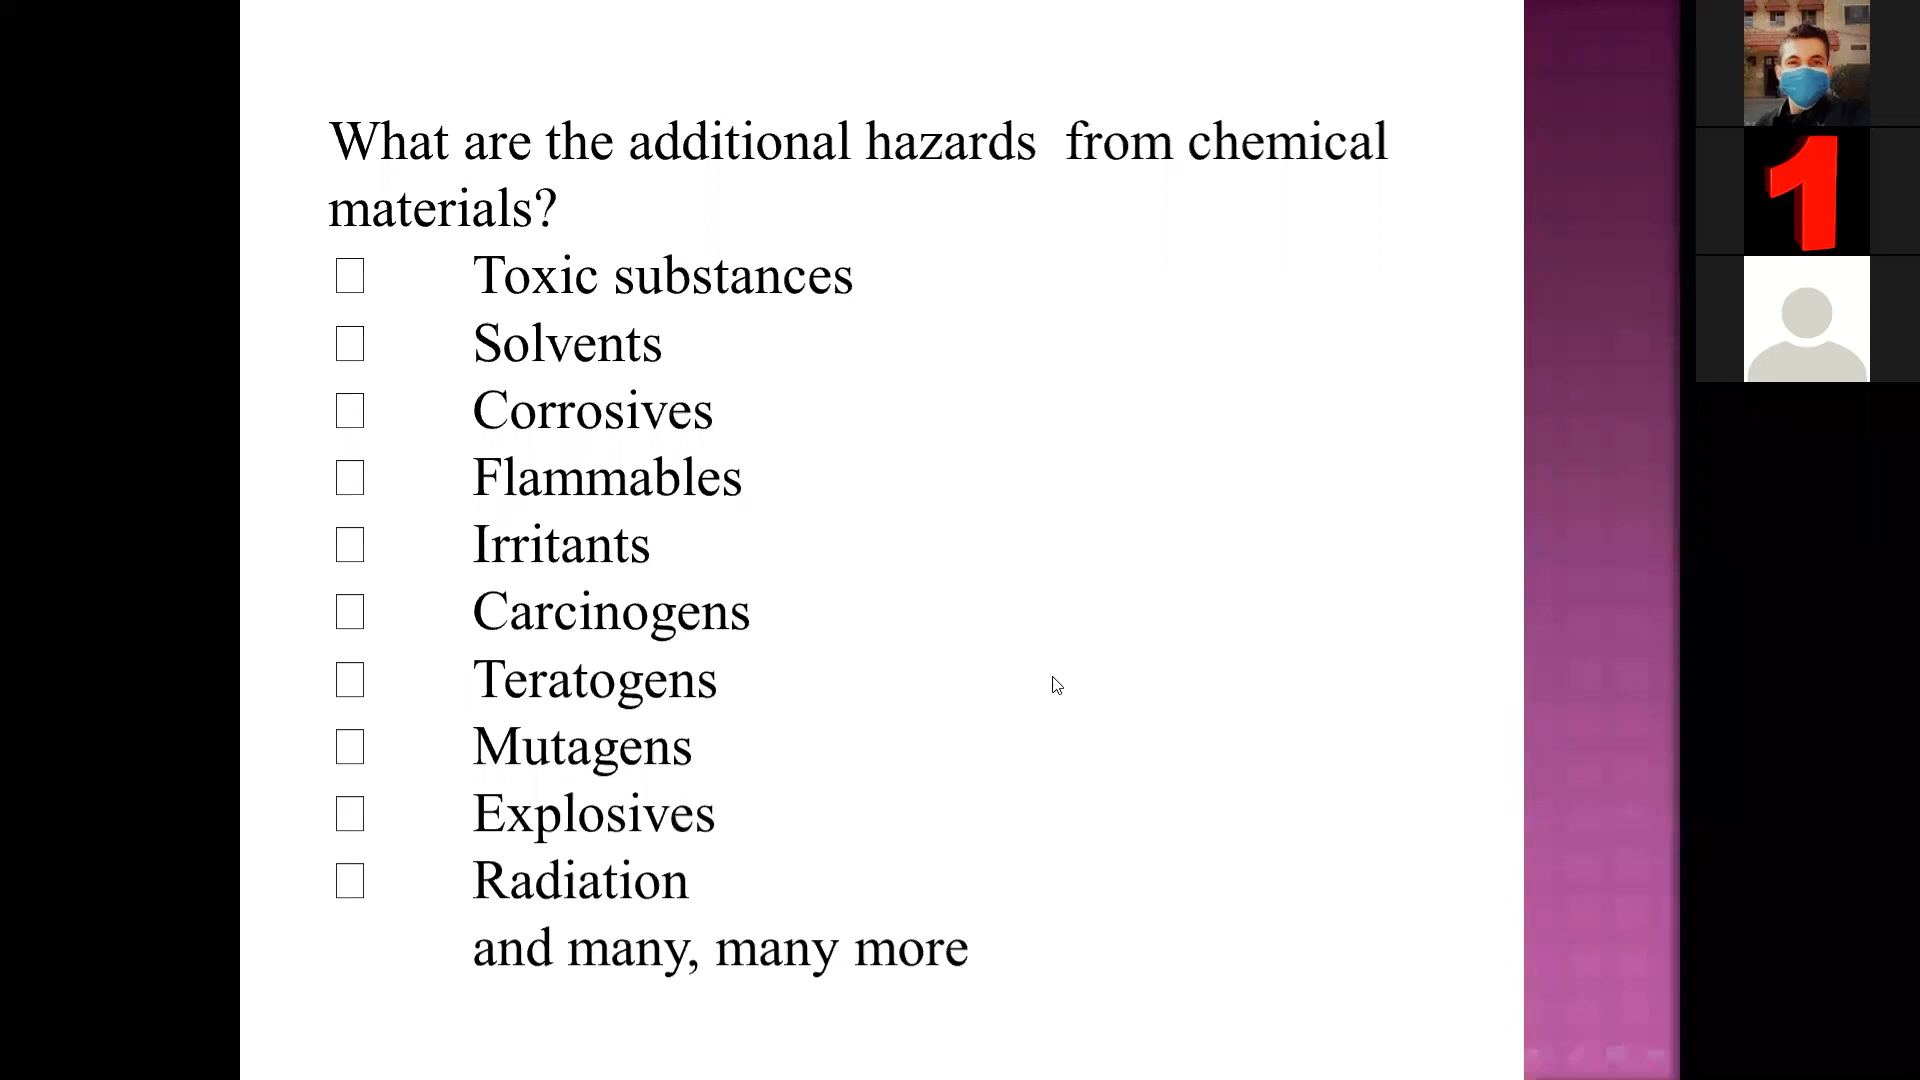 What are the additional hazards  from chemical
materials?
Toxic substances
Solvents
Corrosives
Flammables
Irritants
Carcinogens
Teratogens
Mutagens
Explosives
Radiation
and many, many more
1